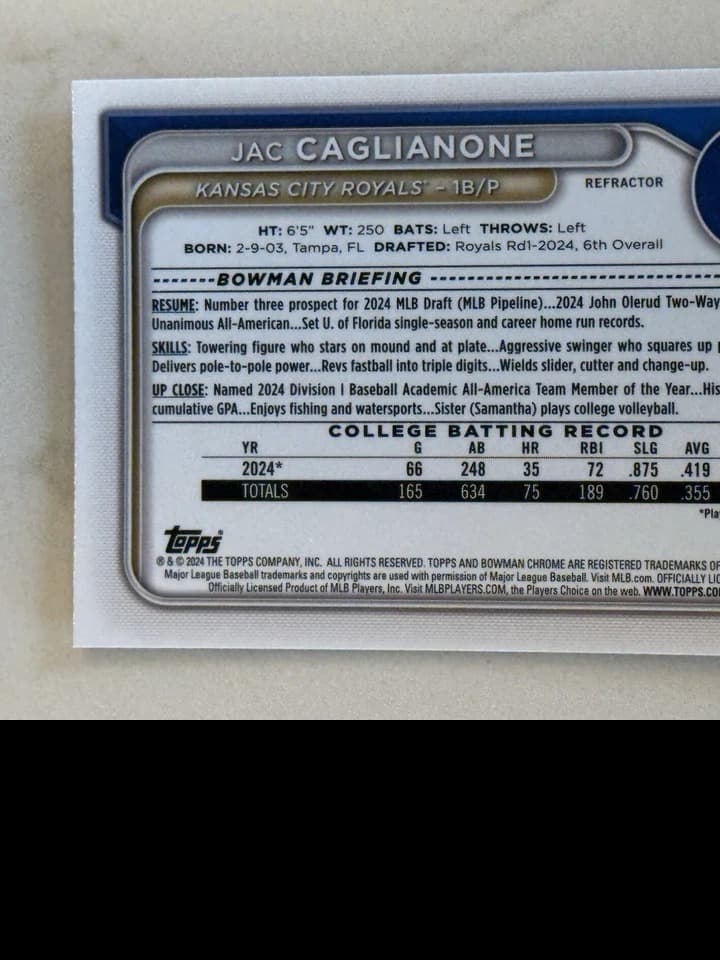 JAC CAGLIANONE
KANSAS CITY ROYALS™ – 1B/P
REFRACTOR
HT: 6'5" WT: 250 BATS: Left THROWS: Left
BORN: 2-9-03, Tampa, FL DRAFTED: Royals Rd1-2024, 6th Overall
BOWMAN BRIEFING
RESUME: Number three prospect for 2024 MLB Draft (MLB Pipeline)...2024 John Olerud Two-Way
Unanimous All-American...Set U. of Florida single-season and career home run records.
SKILLS: Towering figure who stars on mound and at plate...Aggressive swinger who squares up
Delivers pole-to-pole power...Revs fastball into triple digits...Wields slider, cutter and change-up.
UP CLOSE: Named 2024 Division I Baseball Academic All-America Team Member of the Year...His
cumulative GPA...Enjoys fishing and watersports...Sister (Samantha) plays college volleyball.
COLLEGE BATTING RECORD
YR G AB HR RBI SLG AVG
2024* 66 248 35 72 .875 .419
TOTALS 165 634 75 189 .760 .355
*Pla
Topps®
® & © 2024 THE TOPPS COMPANY, INC. ALL RIGHTS RESERVED. TOPPS AND BOWMAN CHROME ARE REGISTERED TRADEMARKS OF
Major League Baseball trademarks and copyrights are used with permission of Major League Baseball. Visit MLB.com. OFFICIALLY LIC
Officially Licensed Product of MLB Players, Inc. Visit MLBPLAYERS.COM, the Players Choice on the web. WWW.TOPPS.CO